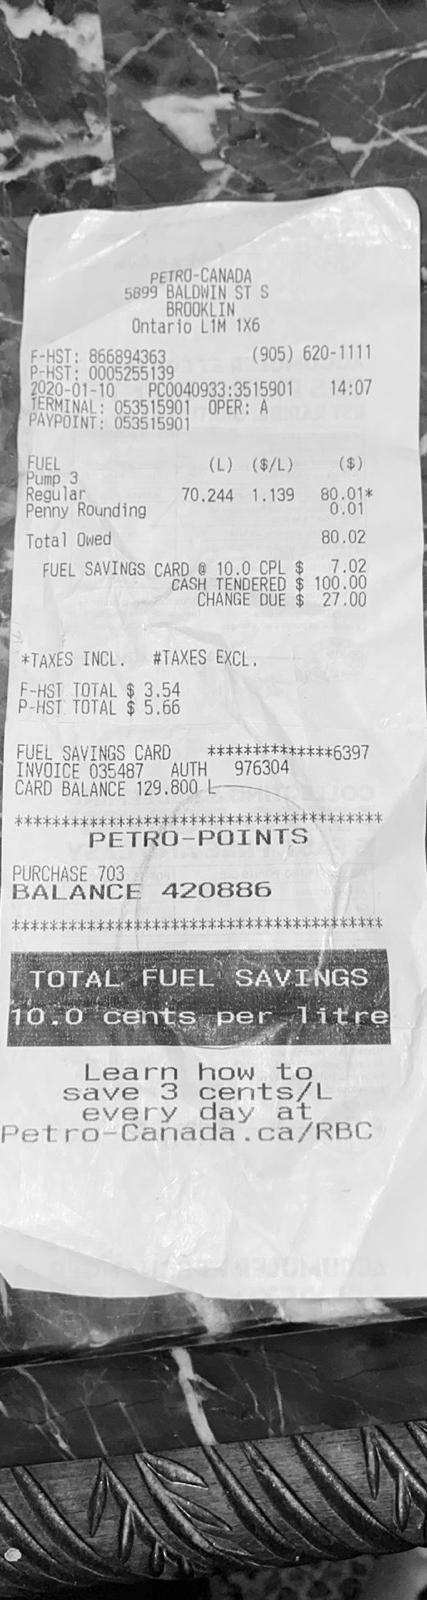 PETRO-CANADA
5899 BALDWIN ST S
BROOKLIN
Ontario L1M 1X6
F-HST: 866894363 (905) 620-1111
P-HST: 0005255139
2020-01-10 PC0040933:3515901 14:07
TERMINAL: 053515901 OPER: A
PAYPOINT: 053515901
FUEL (L) ($/L) ($)
Pump 3
Regular 70.244 1.139 80.01*
Penny Rounding 0.01
Total Owed 80.02
FUEL SAVINGS CARD @ 10.0 CPL $ 7.02
CASH TENDERED $ 100.00
CHANGE DUE $ 27.00
*TAXES INCL. #TAXES EXCL.
F-HST TOTAL $ 3.54
P-HST TOTAL $ 5.66
FUEL SAVINGS CARD **************6397
INVOICE 035487 AUTH 976304
CARD BALANCE 129.800 L
****************************************
PETRO-POINTS
PURCHASE 703
BALANCE 420886
****************************************
TOTAL FUEL SAVINGS
10.0 cents per litre
Learn how to
save 3 cents/L
every day at
Petro-Canada.ca/RBC